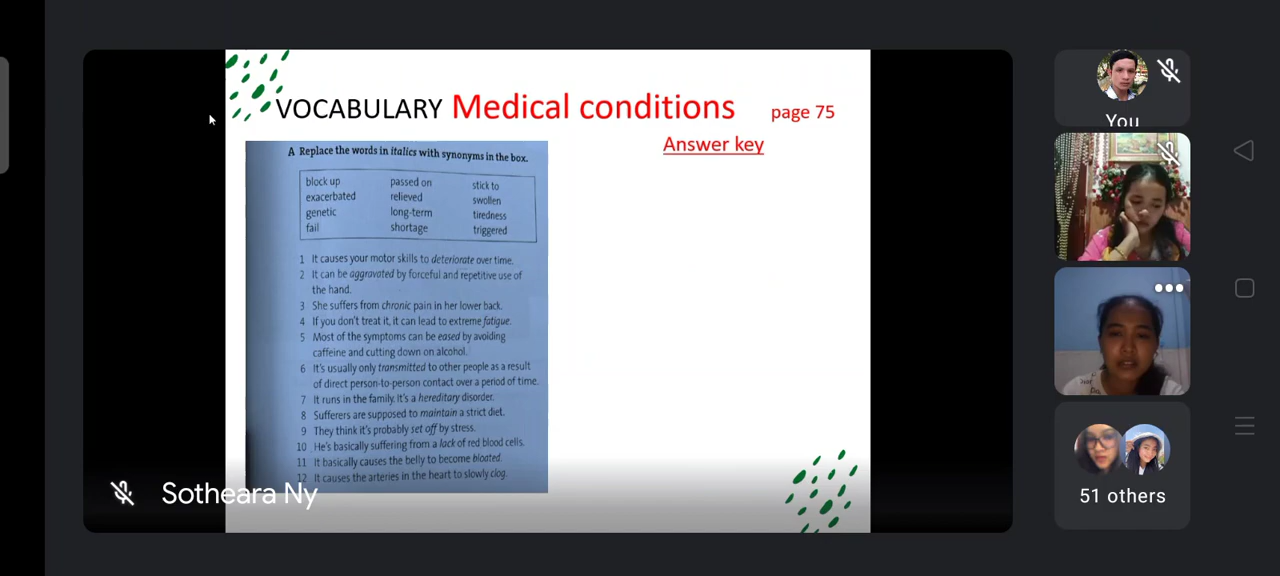 VOCABULARY Medical conditions page 75
Answer key
A Replace the words in italics with synonyms in the box.
block up passed on stick to
exacerbated relieved swollen
genetic long-term tiredness
fail shortage triggered
1 It causes your motor skills to deteriorate over time.
2 It can be aggravated by forceful and repetitive use of
the hand.
3 She suffers from chronic pain in her lower back.
4 If you don't treat it, it can lead to extreme fatigue.
5 Most of the symptoms can be eased by avoiding
caffeine and cutting down on alcohol.
6 It's usually only transmitted to other people as a result
of direct person-to-person contact over a period of time.
7 It runs in the family. It's a hereditary disorder.
8 Sufferers are supposed to maintain a strict diet.
9 They think it's probably set off by stress.
10 He's basically suffering from a lack of red blood cells.
11 It basically causes the belly to become bloated.
12 It causes the arteries in the heart to slowly clog.
Sotheara Ny
You
51 others